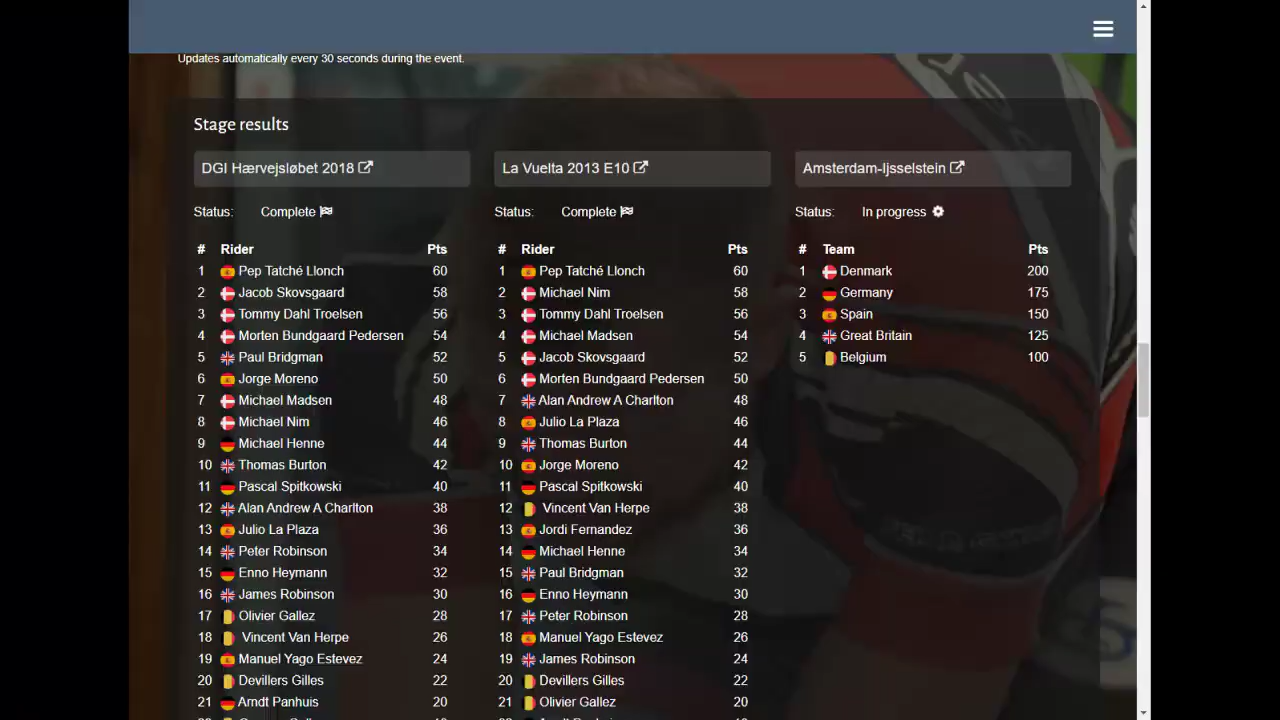 Updates automatically every 30 seconds during the event.
Stage results
DGI Hærvejsløbet 2018
Status: Complete
# Rider Pts
1 Pep Tatché Llonch 60
2 Jacob Skovsgaard 58
3 Tommy Dahl Troelsen 56
4 Morten Bundgaard Pedersen 54
5 Paul Bridgman 52
6 Jorge Moreno 50
7 Michael Madsen 48
8 Michael Nim 46
9 Michael Henne 44
10 Thomas Burton 42
11 Pascal Spitkowski 40
12 Alan Andrew A Charlton 38
13 Julio La Plaza 36
14 Peter Robinson 34
15 Enno Heymann 32
16 James Robinson 30
17 Olivier Gallez 28
18 Vincent Van Herpe 26
19 Manuel Yago Estevez 24
20 Devillers Gilles 22
21 Arndt Panhuis 20
La Vuelta 2013 E10
Status: Complete
# Rider Pts
1 Pep Tatché Llonch 60
2 Michael Nim 58
3 Tommy Dahl Troelsen 56
4 Michael Madsen 54
5 Jacob Skovsgaard 52
6 Morten Bundgaard Pedersen 50
7 Alan Andrew A Charlton 48
8 Julio La Plaza 46
9 Thomas Burton 44
10 Jorge Moreno 42
11 Pascal Spitkowski 40
12 Vincent Van Herpe 38
13 Jordi Fernandez 36
14 Michael Henne 34
15 Paul Bridgman 32
16 Enno Heymann 30
17 Peter Robinson 28
18 Manuel Yago Estevez 26
19 James Robinson 24
20 Devillers Gilles 22
21 Olivier Gallez 20
Amsterdam-Ijsselstein
Status: In progress
# Team Pts
1 Denmark 200
2 Germany 175
3 Spain 150
4 Great Britain 125
5 Belgium 100